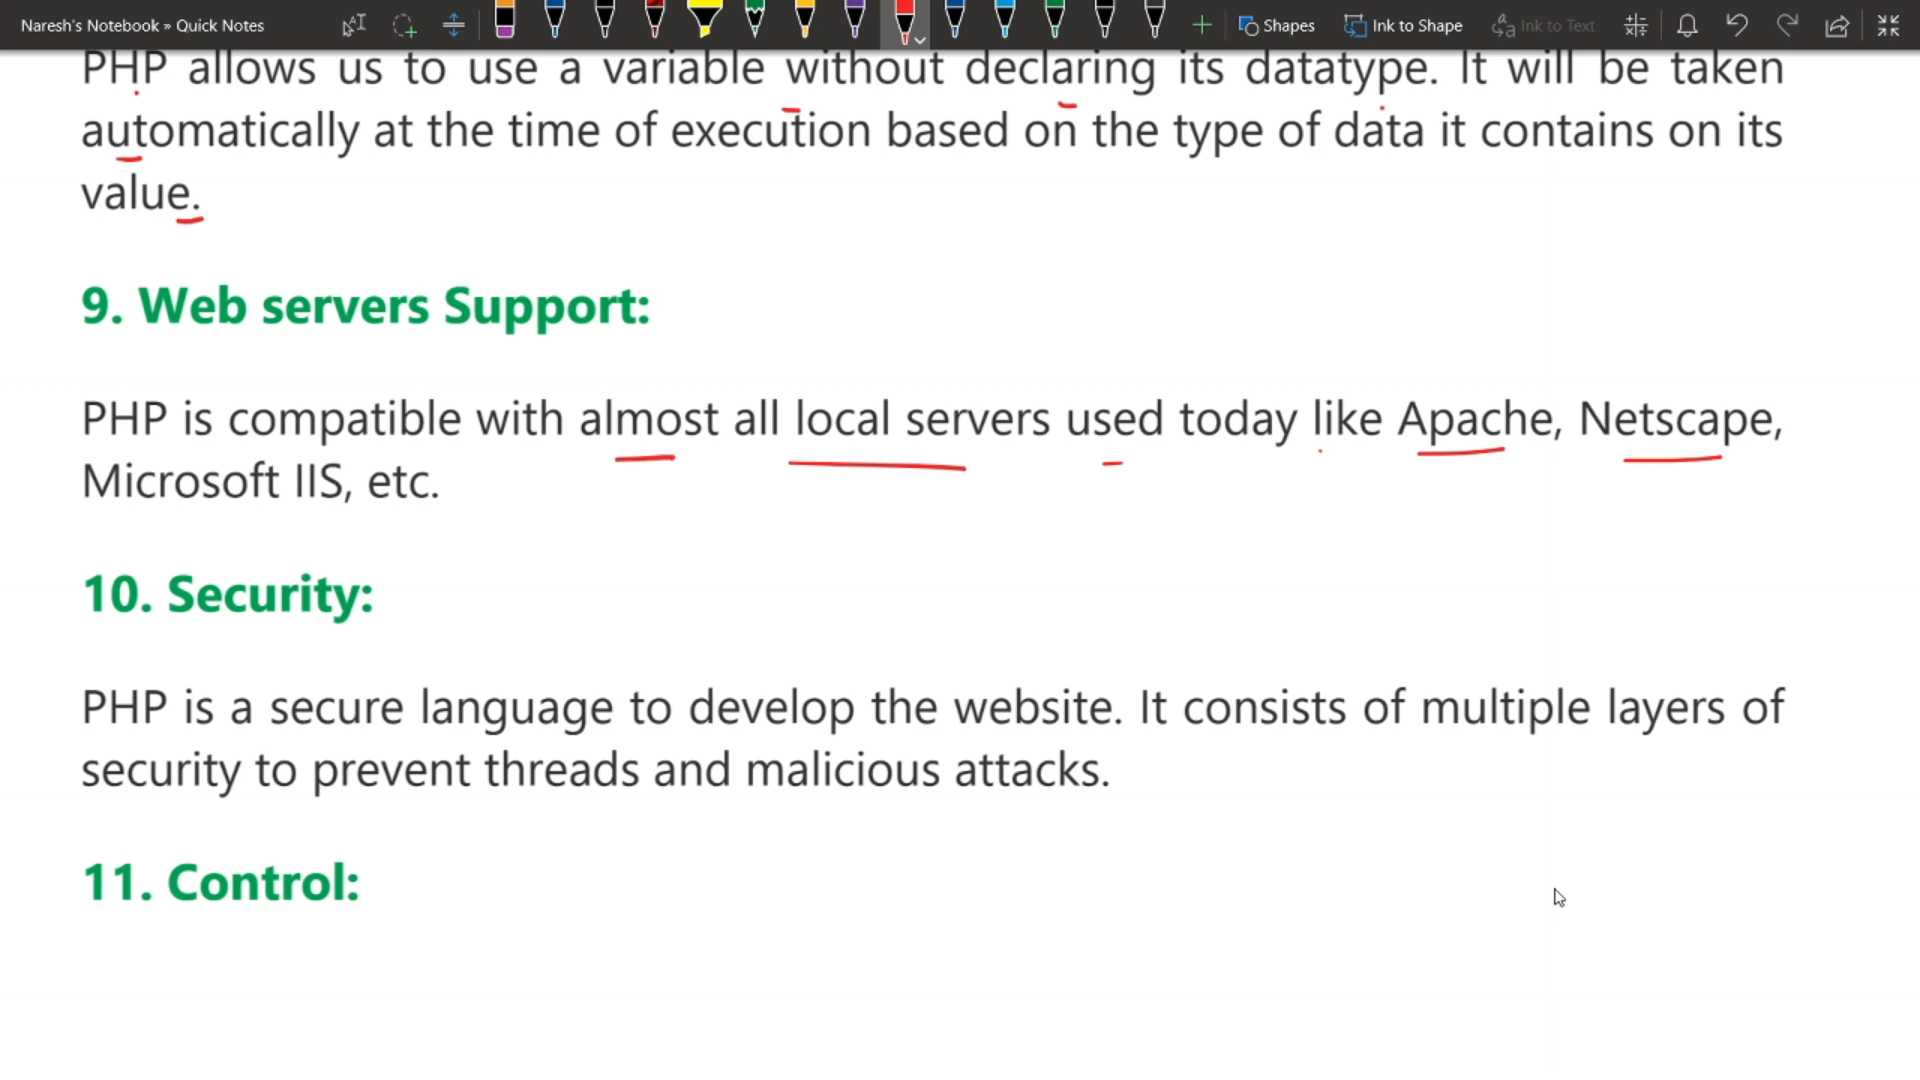 Naresh's Notebook » Quick Notes
Shapes
Ink to Shape
Ink to Text
PHP allows us to use a variable without declaring its datatype. It will be taken
automatically at the time of execution based on the type of data it contains on its
value.
9. Web servers Support:
PHP is compatible with almost all local servers used today like Apache, Netscape,
Microsoft IIS, etc.
10. Security:
PHP is a secure language to develop the website. It consists of multiple layers of
security to prevent threads and malicious attacks.
11. Control: